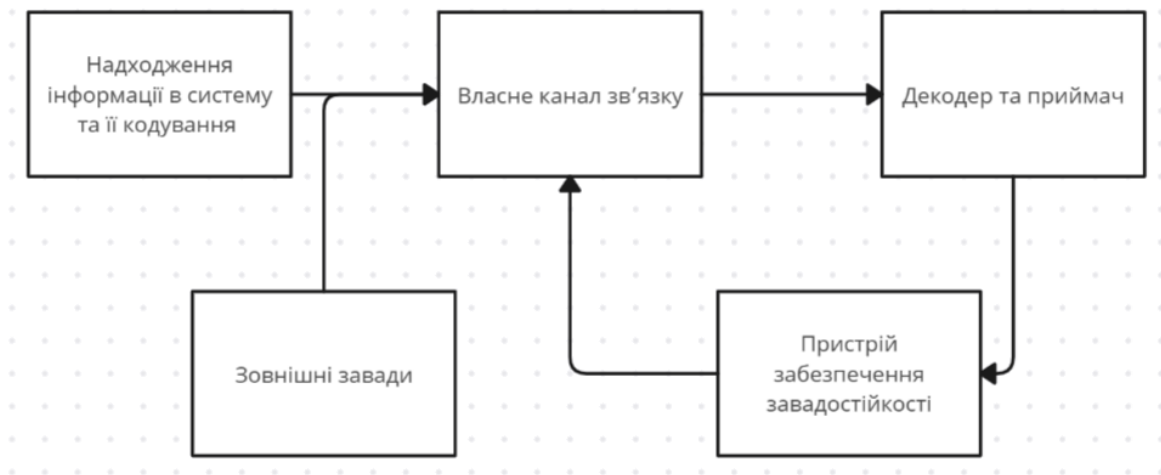 Надходження
інформації в систему
та її кодування
Власне канал зв’язку
Декодер та приймач
Зовнішні завади
Пристрій
забезпечення
завадостійкості